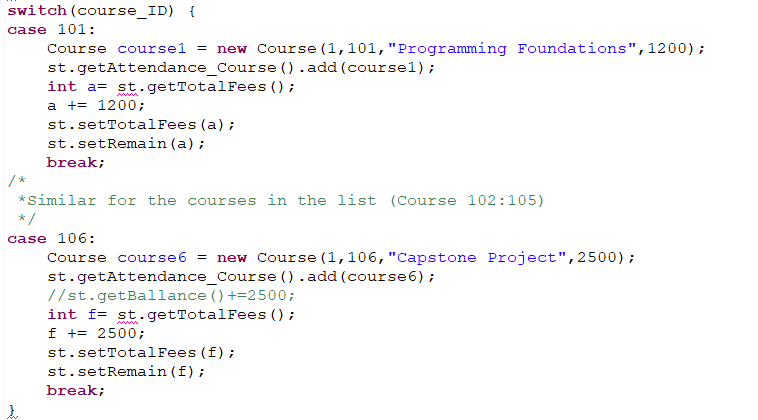 switch(course_ID) {
case 101:
    Course course1 = new Course(1,101,"Programming Foundations",1200);
    st.getAttendance_Course().add(course1);
    int a= st.getTotalFees();
    a += 1200;
    st.setTotalFees(a);
    st.setRemain(a);
    break;
/*
 *Similar for the courses in the list (Course 102:105)
 */
case 106:
    Course course6 = new Course(1,106,"Capstone Project",2500);
    st.getAttendance_Course().add(course6);
    //st.getBallance()+=2500;
    int f= st.getTotalFees();
    f += 2500;
    st.setTotalFees(f);
    st.setRemain(f);
    break;
}